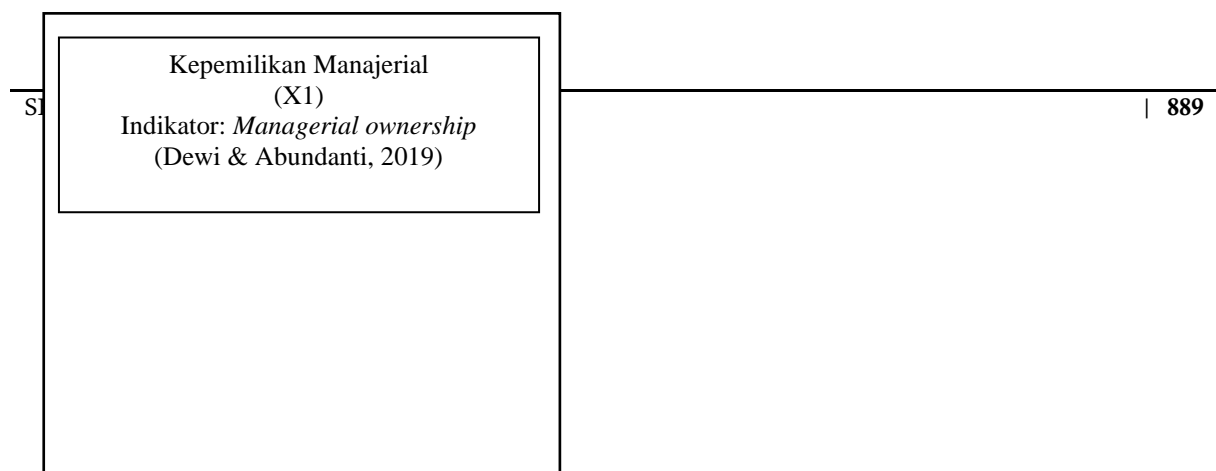 Kepemilikan Manajerial
(X1)
Indikator: Managerial ownership
(Dewi & Abundanti, 2019)
| 889